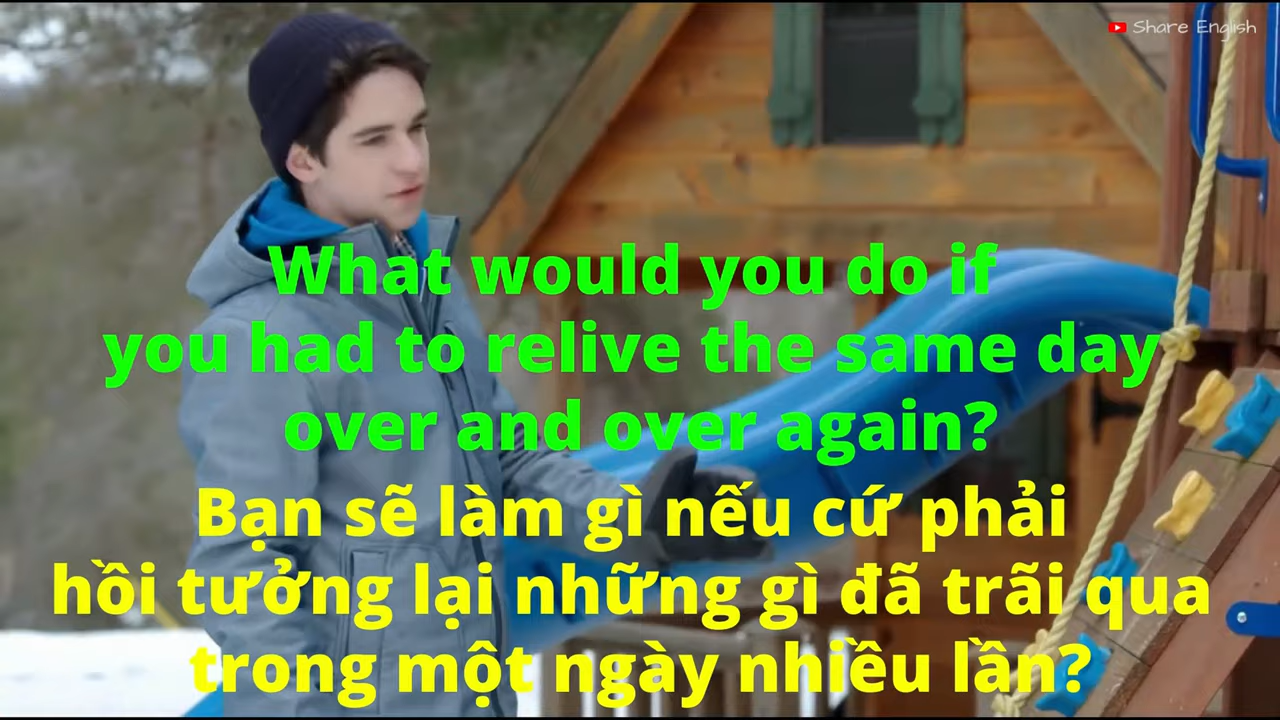 Share English
What would you do if
you had to relive the same day
over and over again?
Bạn sẽ làm gì nếu cứ phải
hồi tưởng lại những gì đã trãi qua
trong một ngày nhiều lần?